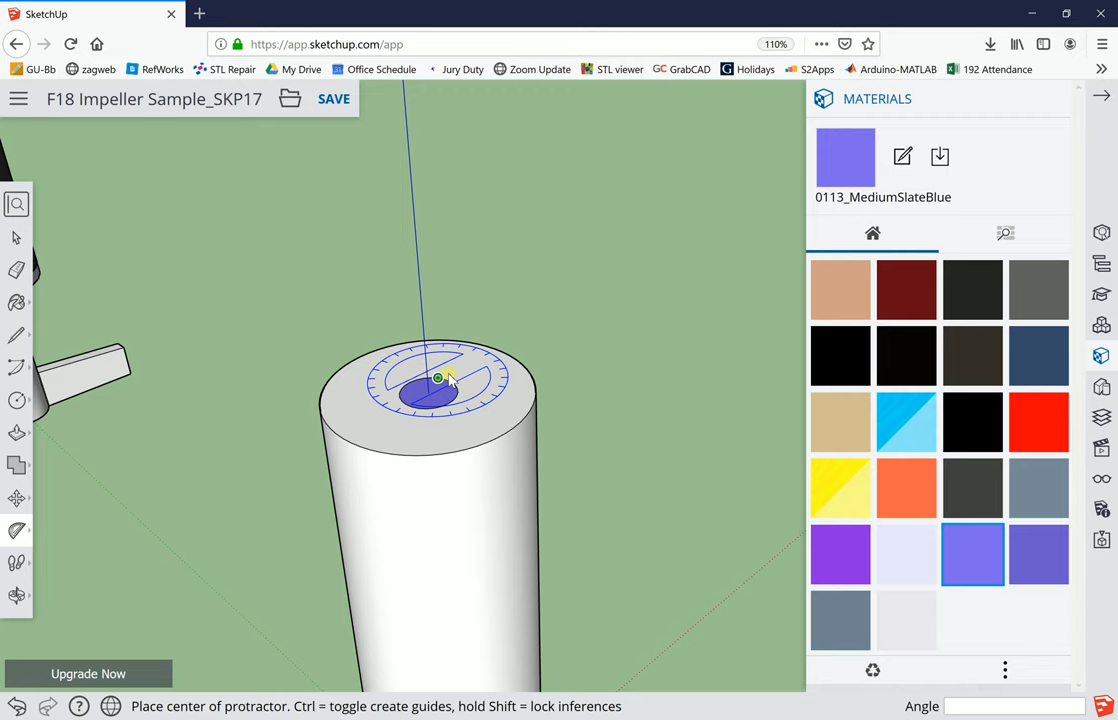 SketchUp
https://app.sketchup.com/app
110%
GU-Bb
zagweb
RefWorks
STL Repair
My Drive
Office Schedule
Jury Duty
Zoom Update
STL viewer
GC GrabCAD
G Holidays
S2Apps
Arduino-MATLAB
192 Attendance
F18 Impeller Sample_SKP17
SAVE
MATERIALS
0113_MediumSlateBlue
Upgrade Now
Place center of protractor. Ctrl = toggle create guides, hold Shift = lock inferences
Angle